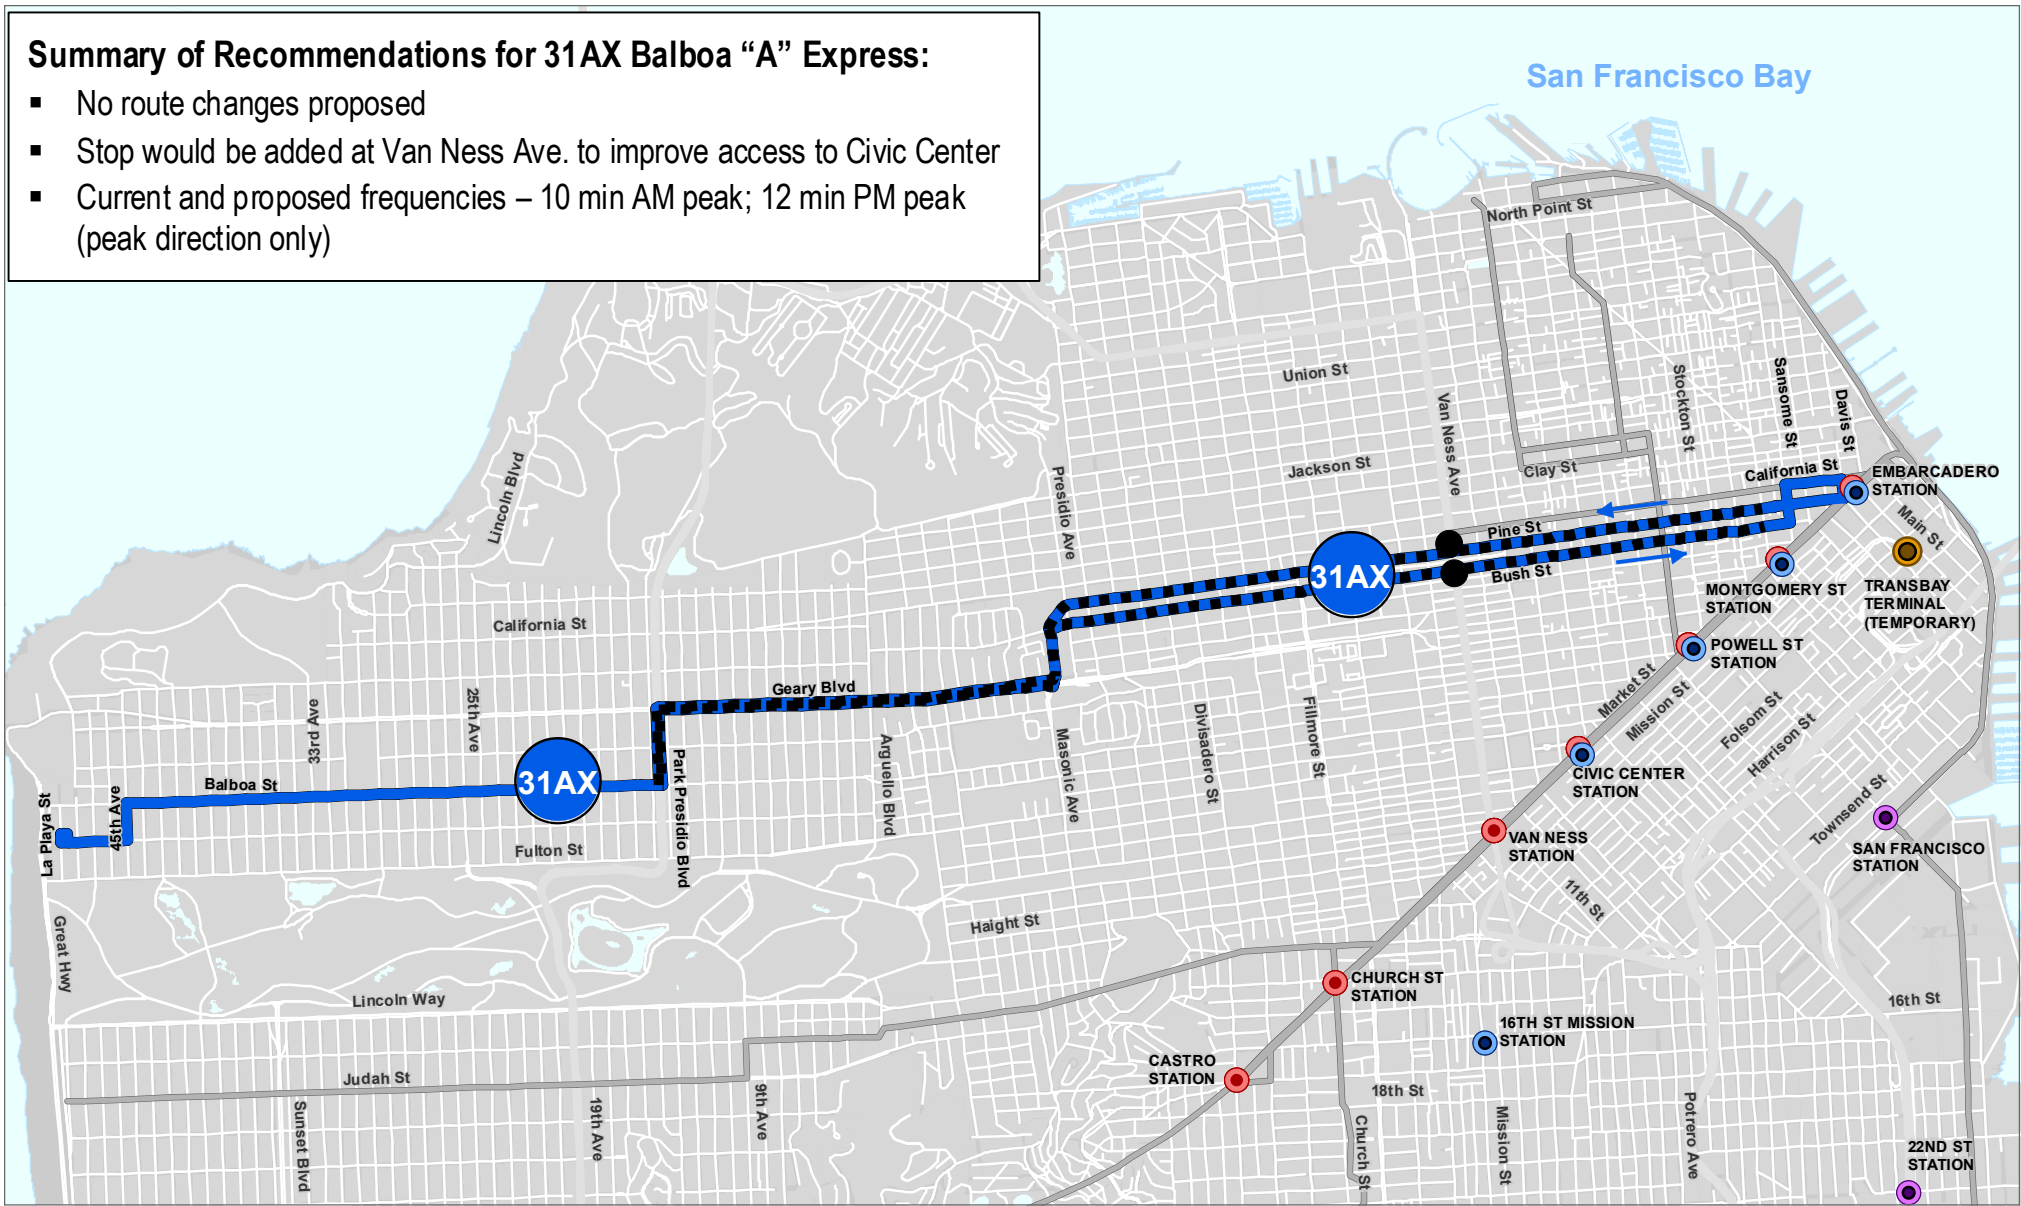 Summary of Recommendations for 31AX Balboa “A” Express:
▪ No route changes proposed
▪ Stop would be added at Van Ness Ave. to improve access to Civic Center
▪ Current and proposed frequencies – 10 min AM peak; 12 min PM peak
(peak direction only)
San Francisco Bay
North Point St
Union St
Van Ness Ave
Stockton St
Sansome St
Davis St
Jackson St
Clay St
California St
EMBARCADERO
STATION
Lincoln Blvd
Presidio Ave
Pine St
Bush St
Main St
31AX
MONTGOMERY ST
STATION
TRANSBAY
TERMINAL
(TEMPORARY)
California St
POWELL ST
STATION
Geary Blvd
33rd Ave
25th Ave
Market St
Mission St
Folsom St
Harrison St
Divisadero St
Fillmore St
Masonic Ave
Arguello Blvd
Park Presidio Blvd
31AX
Balboa St
45th Ave
La Playa St
Fulton St
CIVIC CENTER
STATION
VAN NESS
STATION
Townsend St
SAN FRANCISCO
STATION
11th St
Great Hwy
Haight St
Lincoln Way
CHURCH ST
STATION
16th St
16TH ST MISSION
STATION
CASTRO
STATION
Judah St
18th St
Sunset Blvd
19th Ave
9th Ave
Church St
Mission St
Potrero Ave
22ND ST
STATION